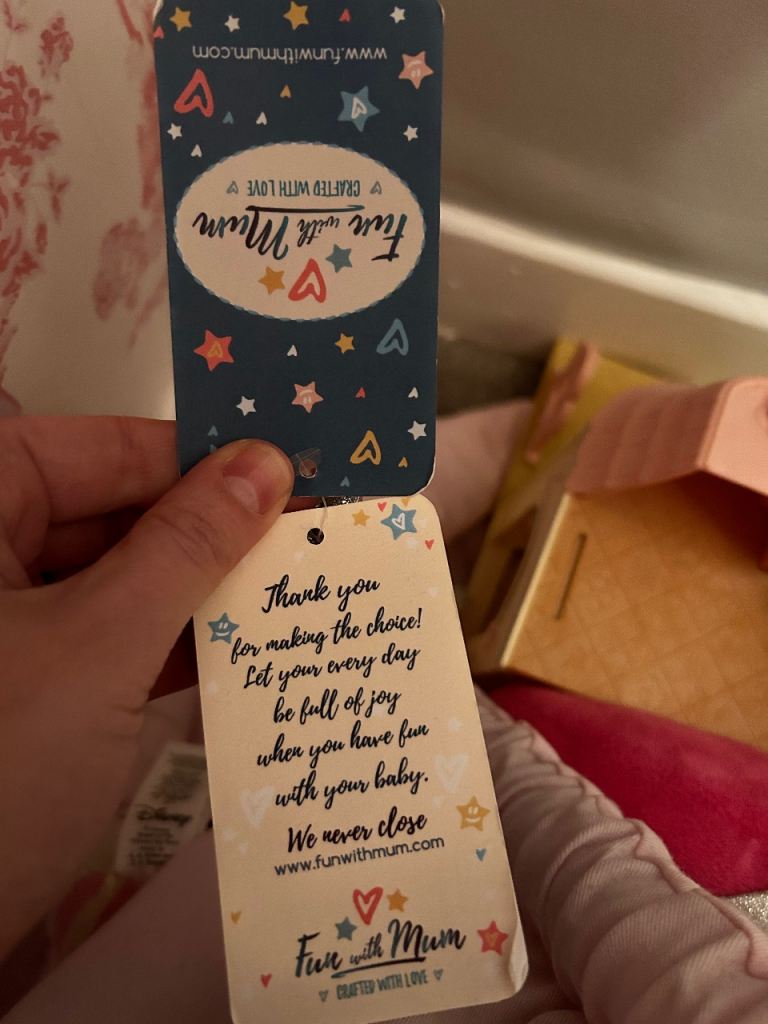 www.funwithmum.com
Fun with Mum
CRAFTED WITH LOVE
Thank you
for making the choice!
Let your every day
be full of joy
when you have fun
with your baby.
We never close
www.funwithmum.com
Fun with Mum
CRAFTED WITH LOVE
Disney